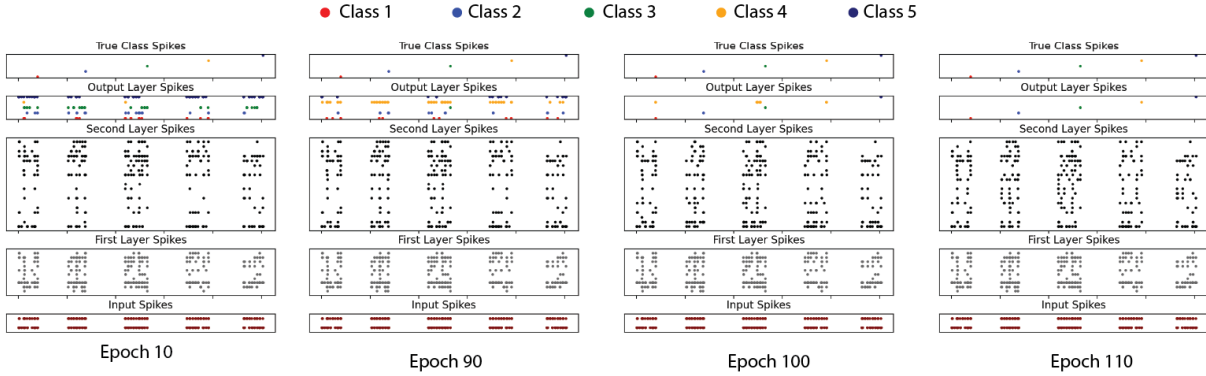 Class 1 Class 2 Class 3 Class 4 Class 5
True Class Spikes True Class Spikes True Class Spikes True Class Spikes
Output Layer Spikes Output Layer Spikes Output Layer Spikes Output Layer Spikes
Second Layer Spikes Second Layer Spikes Second Layer Spikes Second Layer Spikes
First Layer Spikes First Layer Spikes First Layer Spikes First Layer Spikes
Input Spikes Input Spikes Input Spikes Input Spikes
Epoch 10 Epoch 90 Epoch 100 Epoch 110